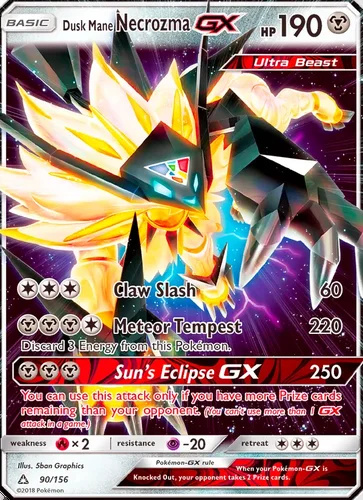 BASIC Dusk Mane Necrozma GX HP 190
Ultra Beast
Claw Slash 60
Meteor Tempest 220
Discard 3 Energy from this Pokémon.
Sun's Eclipse GX 250
You can use this attack only if you have more Prize cards
remaining than your opponent. (You can't use more than 1 GX
attack in a game.)
weakness × 2 resistance -20 retreat
Illus. 5ban Graphics
90/156
©2018 Pokémon
Pokémon-GX rule
When your Pokémon-GX is
Knocked Out, your opponent takes 2 Prize cards.